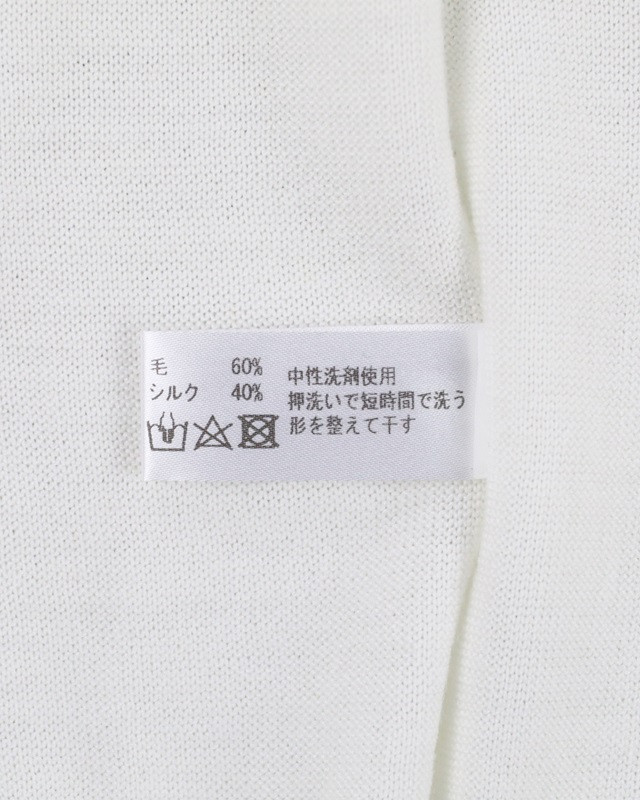 毛 60%
シルク 40%
中性洗剤使用
押洗いで短時間で洗う
形を整えて干す